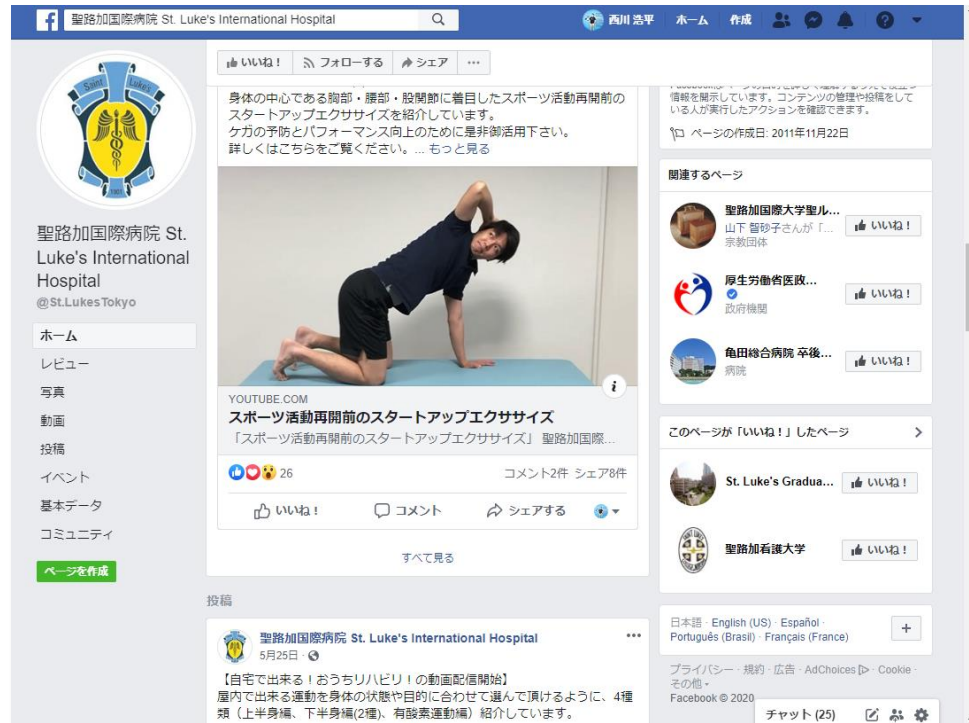 聖路加国際病院 St. Luke's International Hospital
西川 浩平
ホーム
作成
Saint Luke's
1901
聖路加国際病院 St.
Luke's International
Hospital
@St.LukesTokyo
ホーム
レビュー
写真
動画
投稿
イベント
基本データ
コミュニティ
ページを作成
いいね！
フォローする
シェア
…
身体の中心である胸部・腰部・股関節に着目したスポーツ活動再開前の
スタートアップエクササイズを紹介しています。
ケガの予防とパフォーマンス向上のために是非御活用下さい。
詳しくはこちらをご覧ください。... もっと見る
YOUTUBE.COM
スポーツ活動再開前のスタートアップエクササイズ
「スポーツ活動再開前のスタートアップエクササイズ」 聖路加国際...
26
コメント2件 シェア8件
いいね！
コメント
シェアする
すべて見る
投稿
聖路加国際病院 St. Luke's International Hospital
5月25日 ·
【自宅で出来る！おうちリハビリ！の動画配信開始】
屋内で出来る運動を身体の状態や目的に合わせて選んで頂けるように、4種
類（上半身編、下半身編(2種)、有酸素運動編）紹介しています。
情報を開示しています。コンテンツの管理や投稿をして
いる人が実行したアクションを確認できます。
ページの作成日: 2011年11月22日
関連するページ
聖路加国際大学聖ル...
山下 智砂子さんが「...
宗教団体
いいね！
厚生労働省医政...
政府機関
いいね！
亀田総合病院 卒後...
病院
いいね！
このページが「いいね！」したページ
St. Luke's Gradua...
いいね！
聖路加看護大学
いいね！
日本語 · English (US) · Español ·
Português (Brasil) · Français (France)
プライバシー · 規約 · 広告 · AdChoices · Cookie ·
その他
Facebook © 2020
チャット (25)